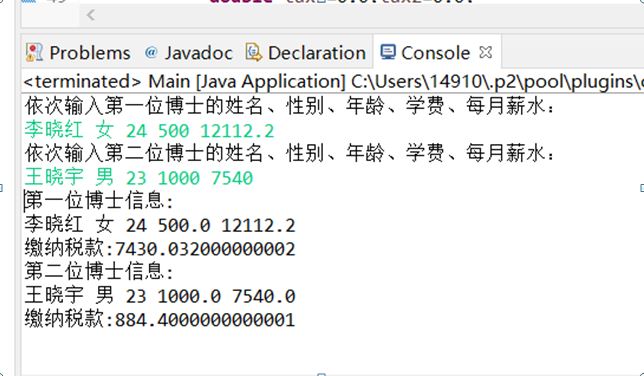 Problems @ Javadoc Declaration Console
<terminated> Main [Java Application] C:\Users\14910\.p2\pool\plugins\
依次输入第一位博士的姓名、性别、年龄、学费、每月薪水：
李晓红 女 24 500 12112.2
依次输入第二位博士的姓名、性别、年龄、学费、每月薪水：
王晓宇 男 23 1000 7540
第一位博士信息:
李晓红 女 24 500.0 12112.2
缴纳税款:7430.032000000002
第二位博士信息:
王晓宇 男 23 1000.0 7540.0
缴纳税款:884.4000000000001